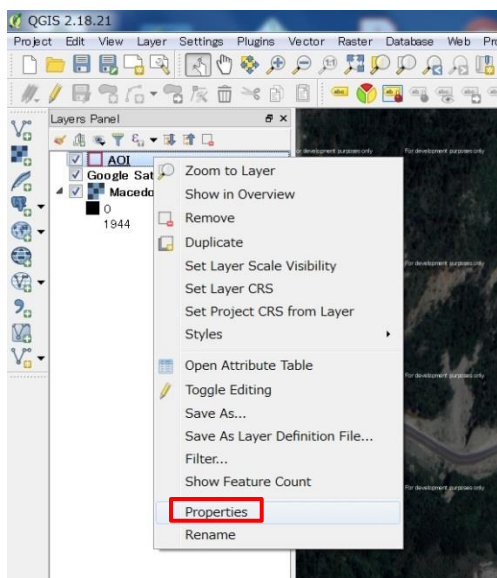 QGIS 2.18.21
Project Edit View Layer Settings Plugins Vector Raster Database Web Pro
Layers Panel
AOI
Google Sat
Macedo
0
1944
Zoom to Layer
Show in Overview
Remove
Duplicate
Set Layer Scale Visibility
Set Layer CRS
Set Project CRS from Layer
Styles
Open Attribute Table
Toggle Editing
Save As...
Save As Layer Definition File...
Filter...
Show Feature Count
Properties
Rename
For development purposes only
For development purposes only
For development purposes only
For development purposes only